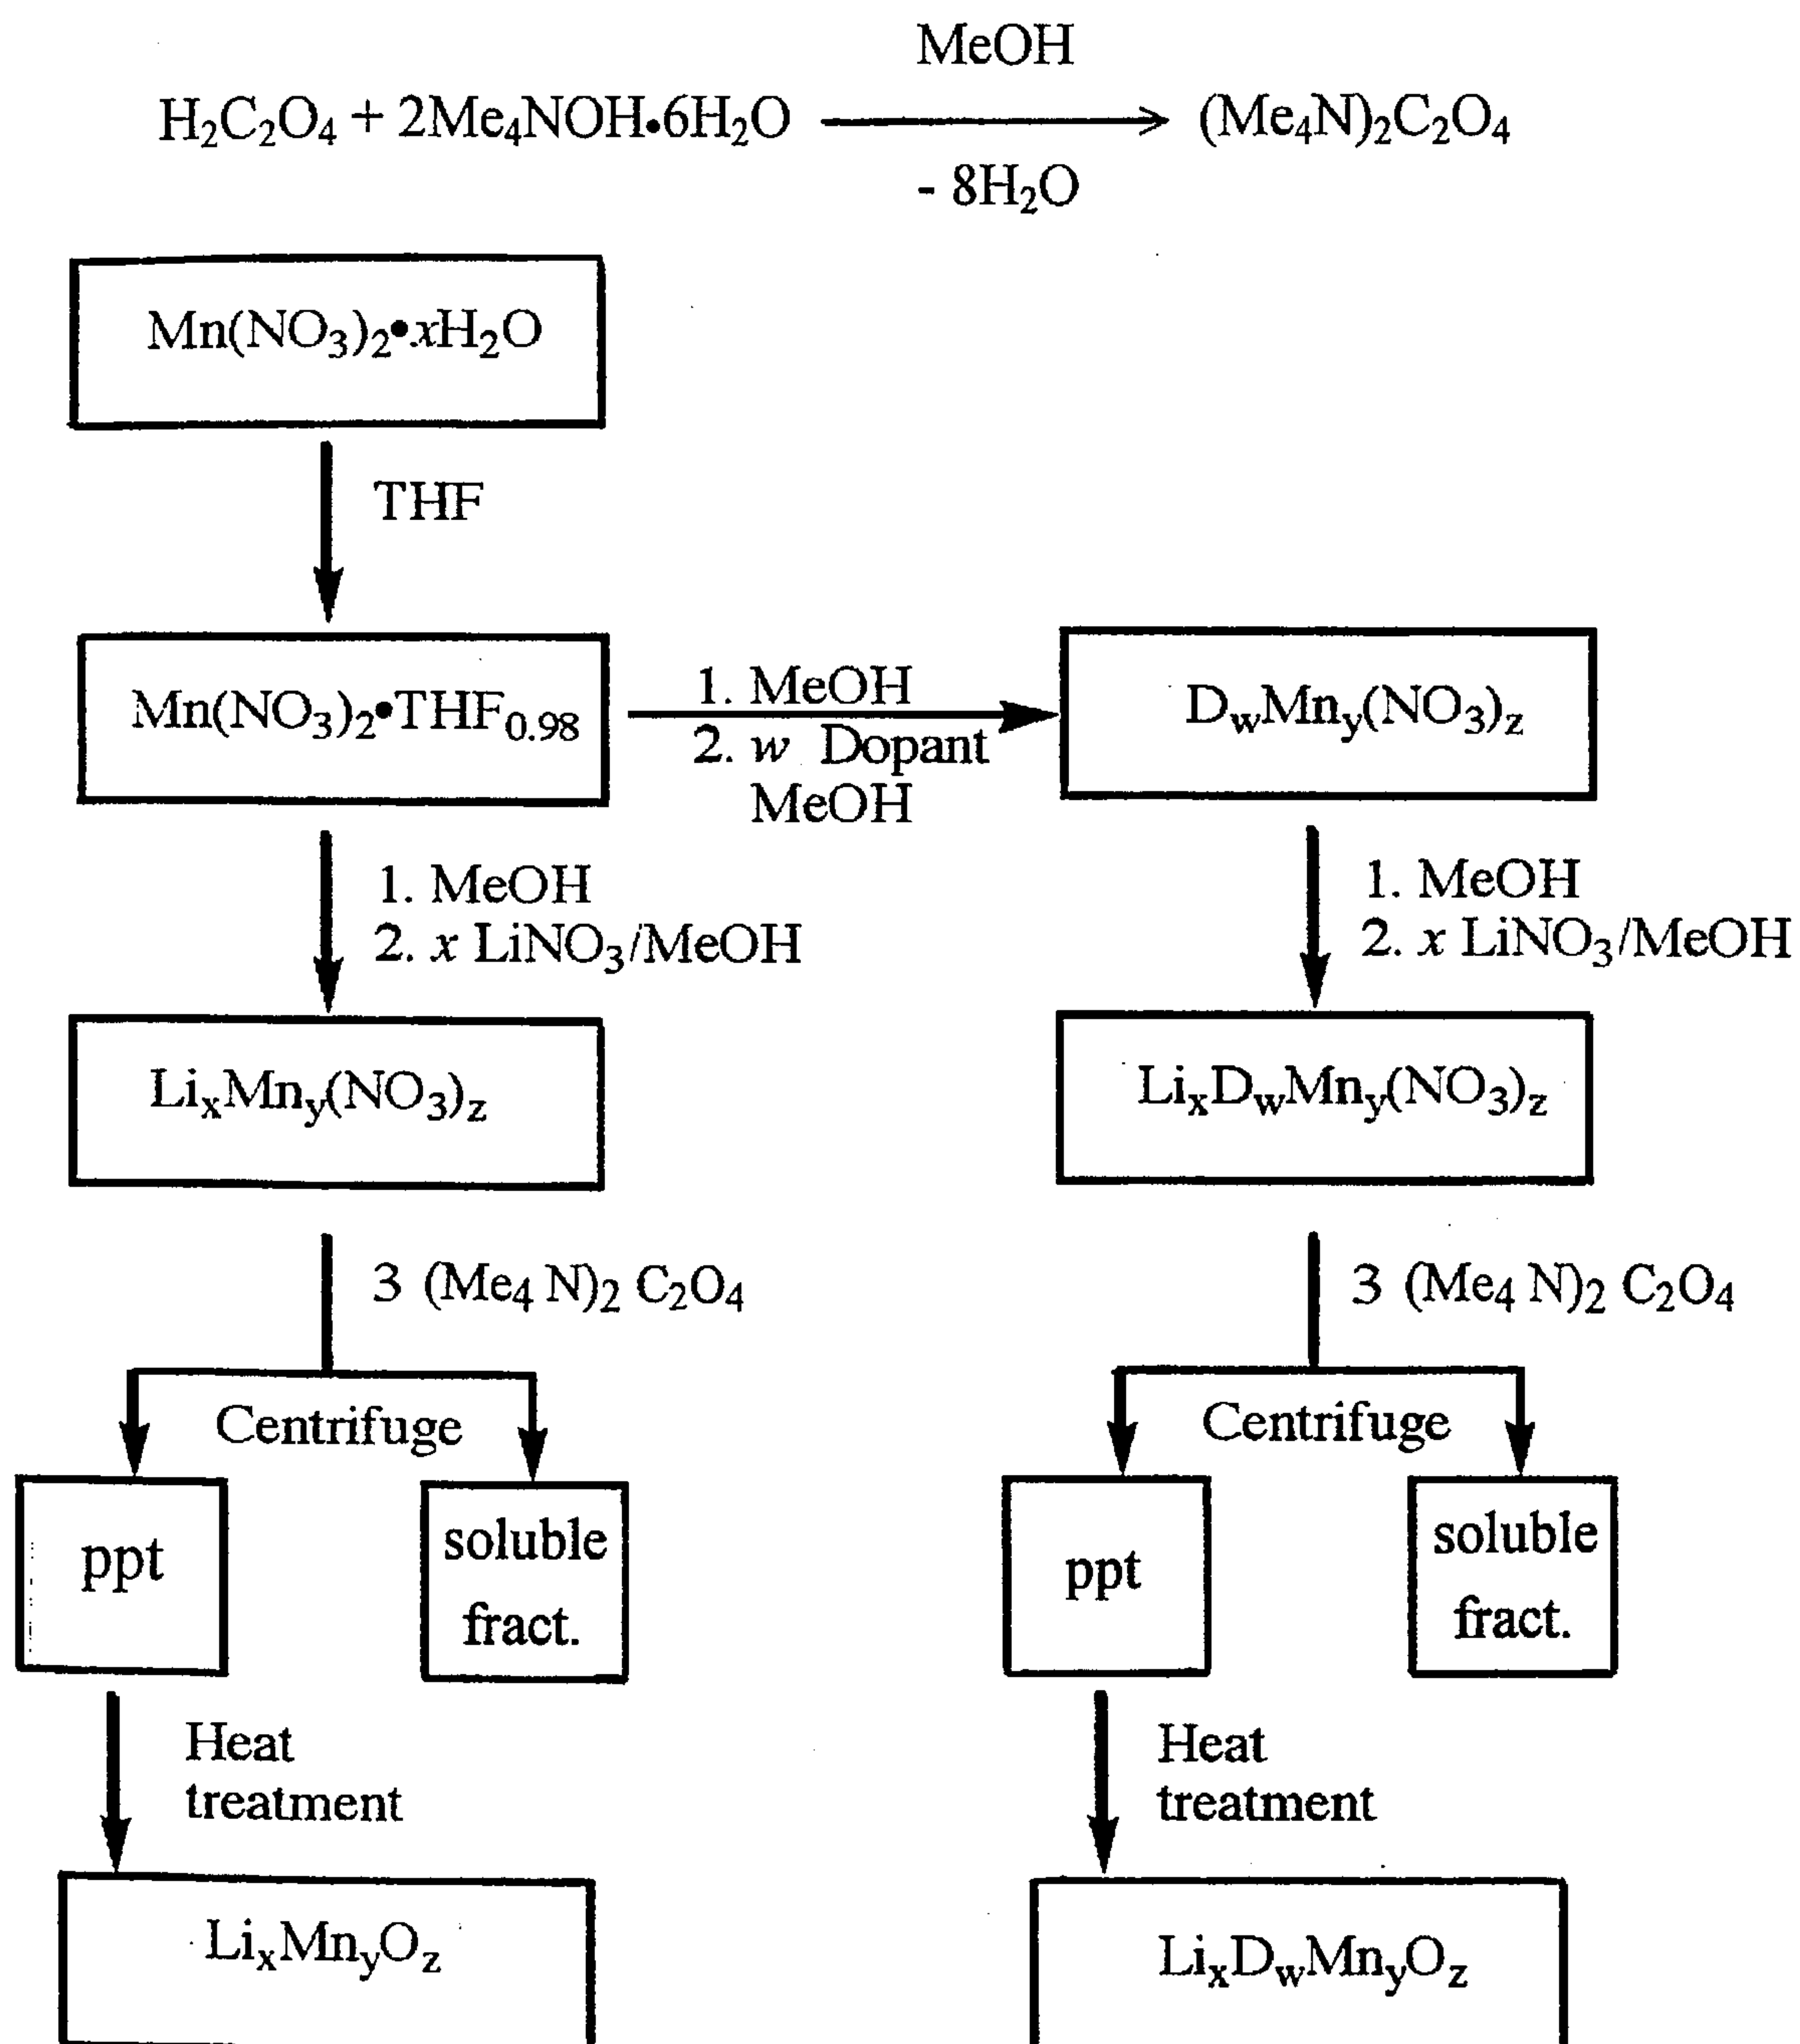 MeOH
H₂C₂O₄ + 2Me₄NOH•6H₂O → (Me₄N)₂C₂O₄
- 8H₂O
Mn(NO₃)₂•xH₂O
THF
Mn(NO₃)₂•THF₀.₉₈
1. MeOH
2. w Dopant
MeOH
DwMny(NO₃)z
1. MeOH
2. x LiNO₃/MeOH
1. MeOH
2. x LiNO₃/MeOH
LixMny(NO₃)z
LixDwMny(NO₃)z
3 (Me₄ N)₂ C₂O₄
3 (Me₄ N)₂ C₂O₄
Centrifuge
Centrifuge
ppt
soluble
fract.
ppt
soluble
fract.
Heat
treatment
Heat
treatment
LixMnyOz
LixDwMnyOz